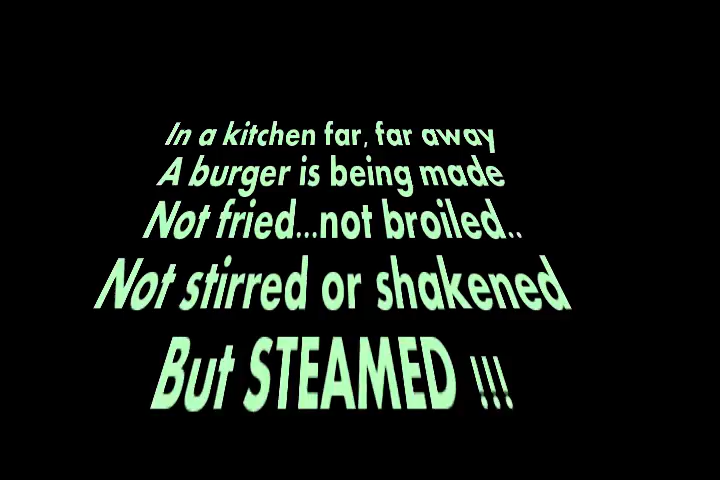 In a kitchen far, far away
A burger is being made
Not fried...not broiled..
Not stirred or shakened
But STEAMED !!!